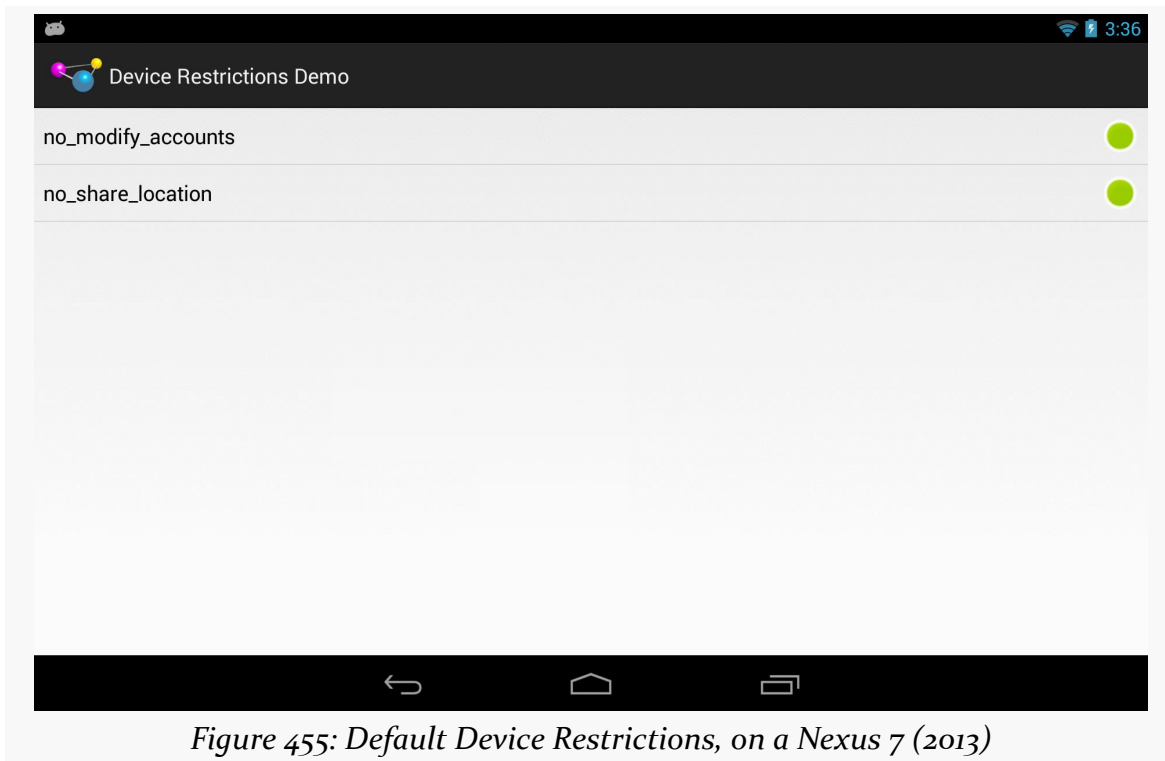 3:36
Device Restrictions Demo
no_modify_accounts
no_share_location
Figure 455: Default Device Restrictions, on a Nexus 7 (2013)